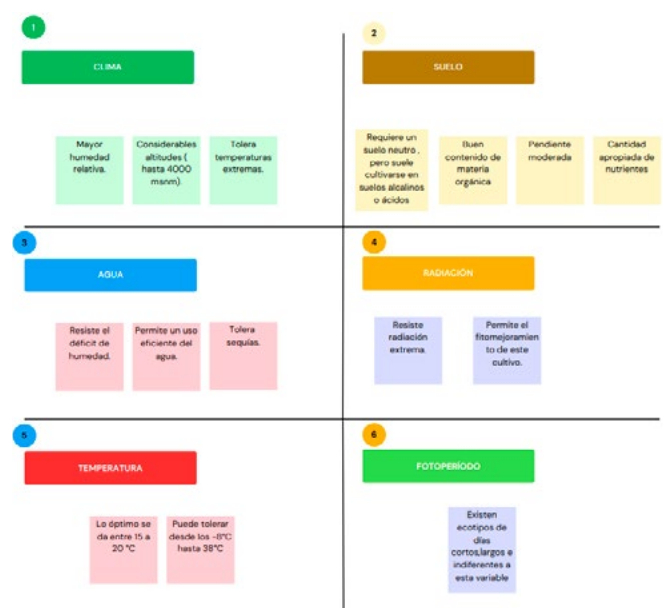 1
CLIMA
Mayor
humedad
relativa.
Considerables
altitudes (
hasta 4000
msnm).
Tolera
temperaturas
extremas.
2
SUELO
Requiere un
suelo neutro ,
pero suele
cultivarse en
suelos alcalinos
o ácidos
Buen
contenido de
materia
orgánica
Pendiente
moderada
Cantidad
apropiada de
nutrientes
3
AGUA
Resiste el
déficit de
humedad.
Permite un uso
eficiente del
agua.
Tolera
sequías.
4
RADIACIÓN
Resiste
radiación
extrema.
Permite el
fitomejoramien
to de este
cultivo.
5
TEMPERATURA
Lo óptimo se
da entre 15 a
20 °C
Puede tolerar
desde los -8°C
hasta 38°C
6
FOTOPERÍODO
Existen
ecotipos de
días
cortos,largos e
indiferentes a
esta variable